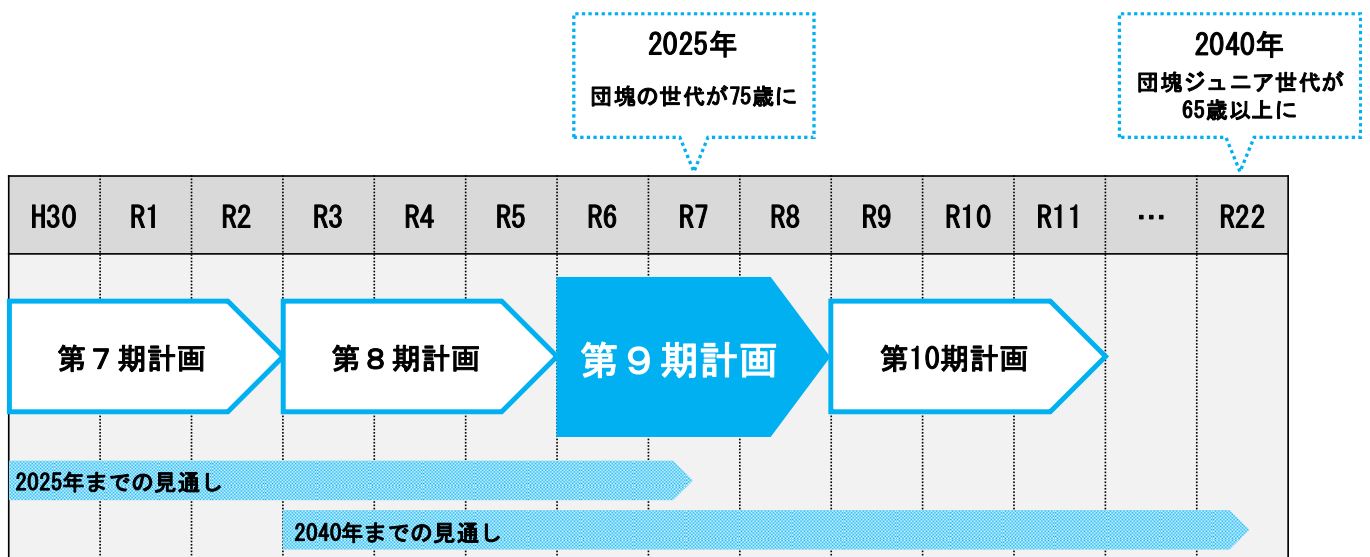 2025年
団塊の世代が75歳に
2040年
団塊ジュニア世代が
65歳以上に
H30 R1 R2 R3 R4 R5 R6 R7 R8 R9 R10 R11 … R22
第７期計画 第８期計画 第９期計画 第10期計画
2025年までの見通し
2040年までの見通し